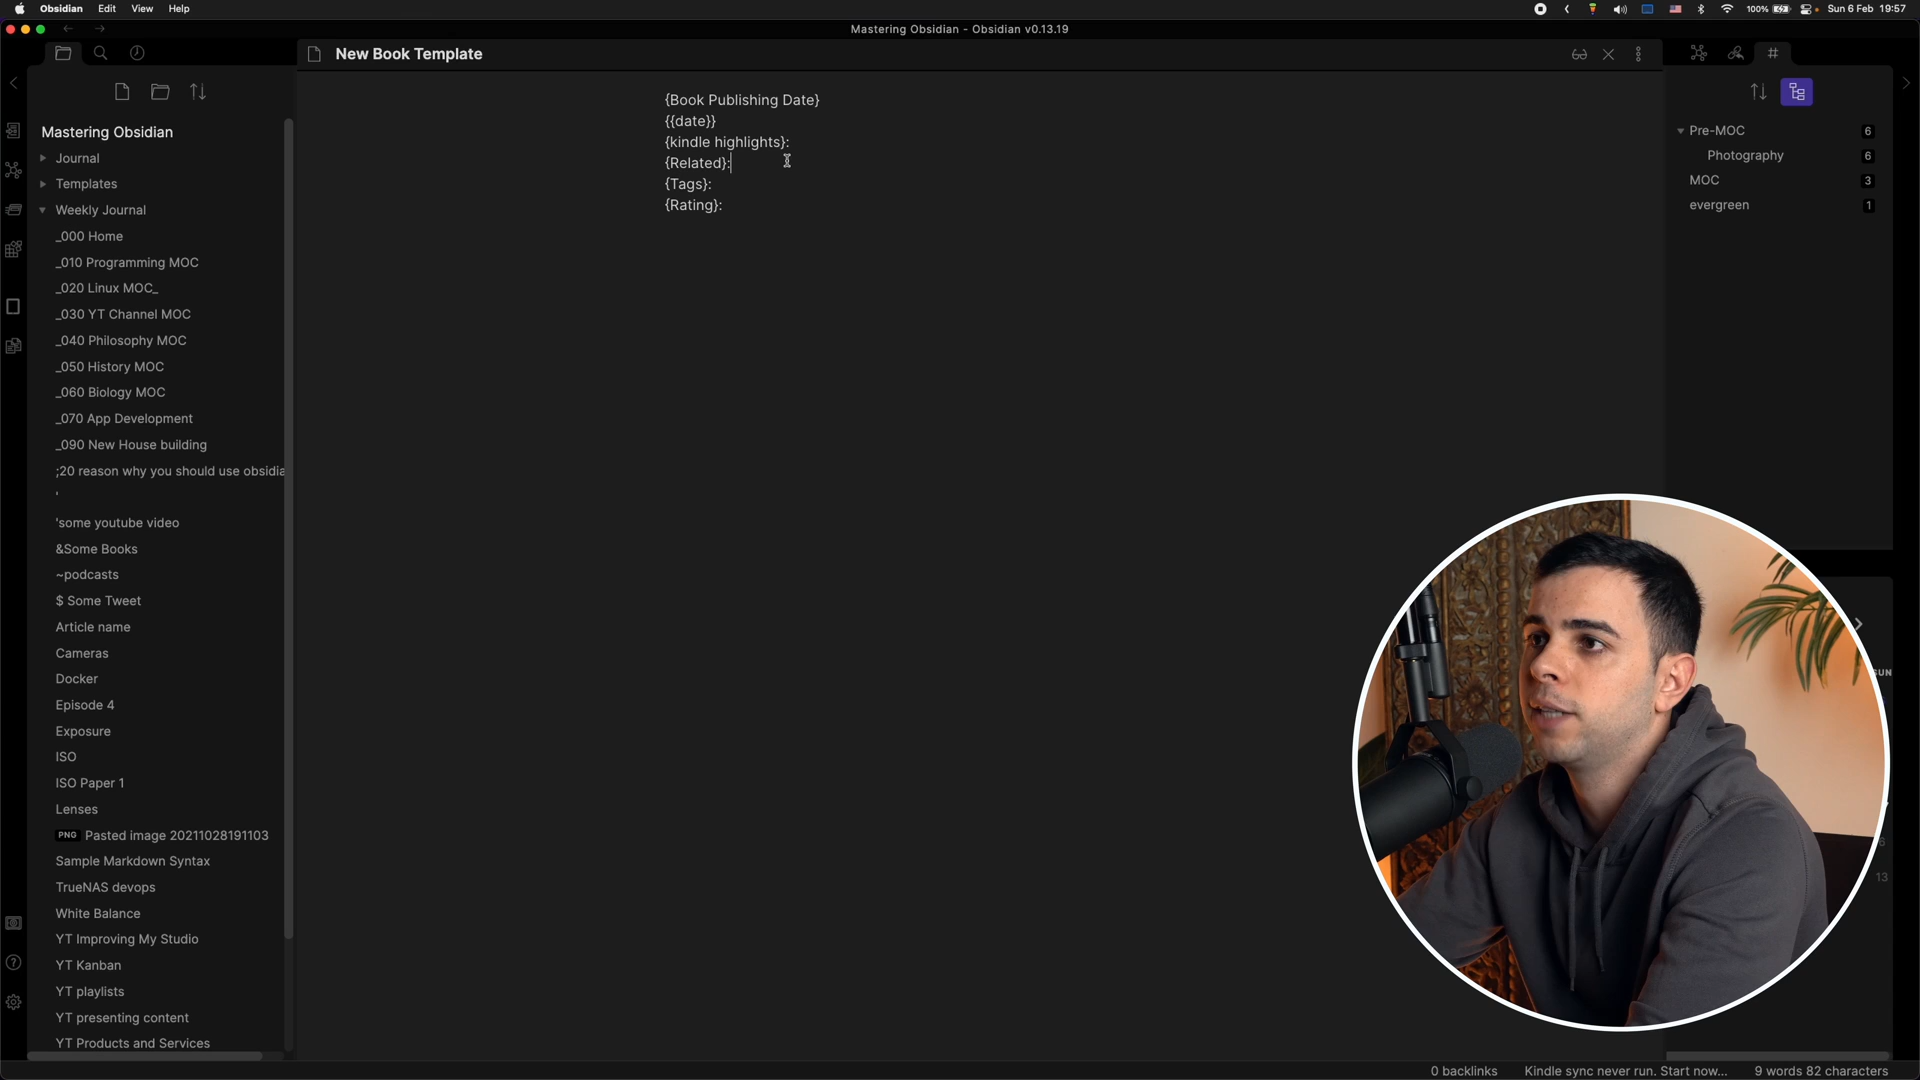 Obsidian Edit View Help
100% Sun 6 Feb 19:57
Mastering Obsidian - Obsidian v0.13.19
New Book Template
Mastering Obsidian
Journal
Templates
Weekly Journal
_000 Home
_010 Programming MOC
_020 Linux MOC_
_030 YT Channel MOC
_040 Philosophy MOC
_050 History MOC
_060 Biology MOC
_070 App Development
_090 New House building
;20 reason why you should use obsidia
'
'some youtube video
&Some Books
~podcasts
$ Some Tweet
Article name
Cameras
Docker
Episode 4
Exposure
ISO
ISO Paper 1
Lenses
PNG Pasted image 20211028191103
Sample Markdown Syntax
TrueNAS devops
White Balance
YT Improving My Studio
YT Kanban
YT playlists
YT presenting content
YT Products and Services
{Book Publishing Date}
{{date}}
{kindle highlights}:
{Related}:
{Tags}:
{Rating}:
#
Pre-MOC 6
Photography 6
MOC 3
evergreen 1
SUN
6
13
0 backlinks Kindle sync never run. Start now... 9 words 82 characters